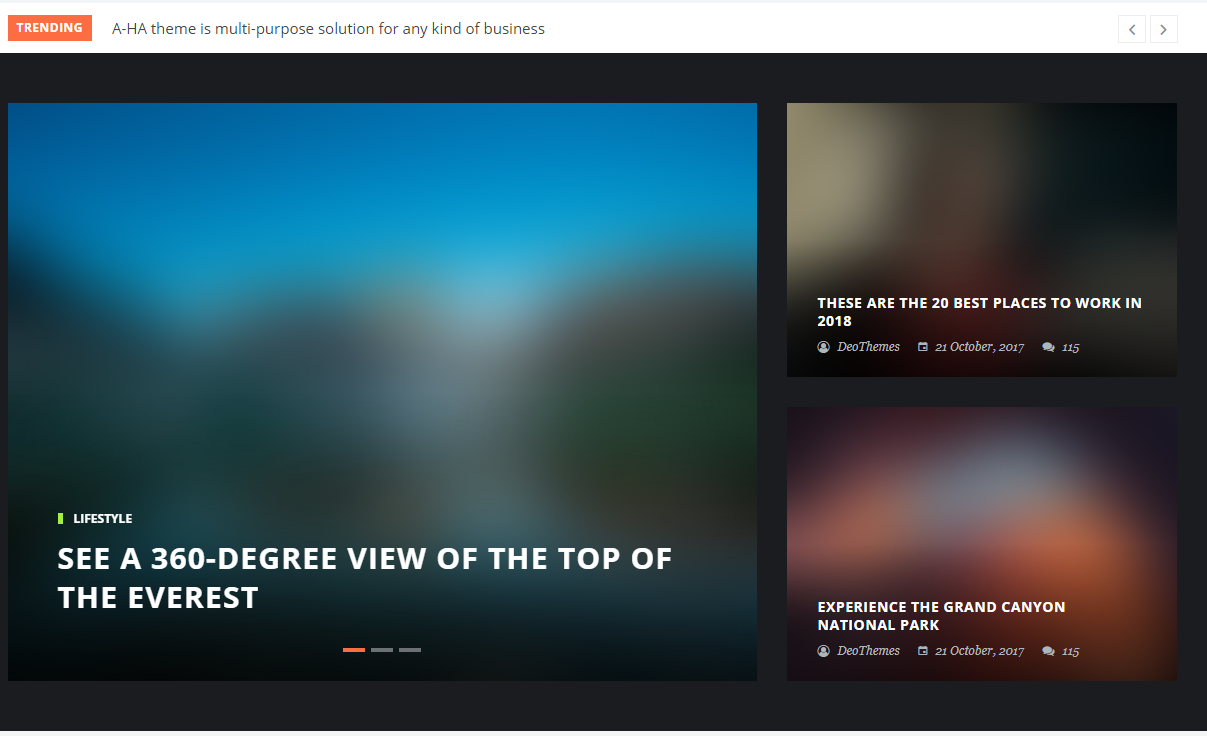 TRENDING A-HA theme is multi-purpose solution for any kind of business
LIFESTYLE
SEE A 360-DEGREE VIEW OF THE TOP OF
THE EVEREST
THESE ARE THE 20 BEST PLACES TO WORK IN
2018
DeoThemes 21 October, 2017 115
EXPERIENCE THE GRAND CANYON
NATIONAL PARK
DeoThemes 21 October, 2017 115